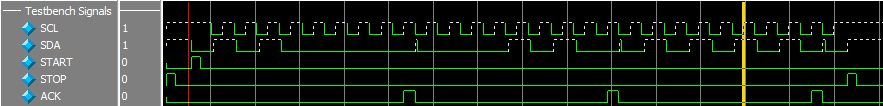 Testbench Signals
SCL 1
SDA 1
START 0
STOP 0
ACK 0